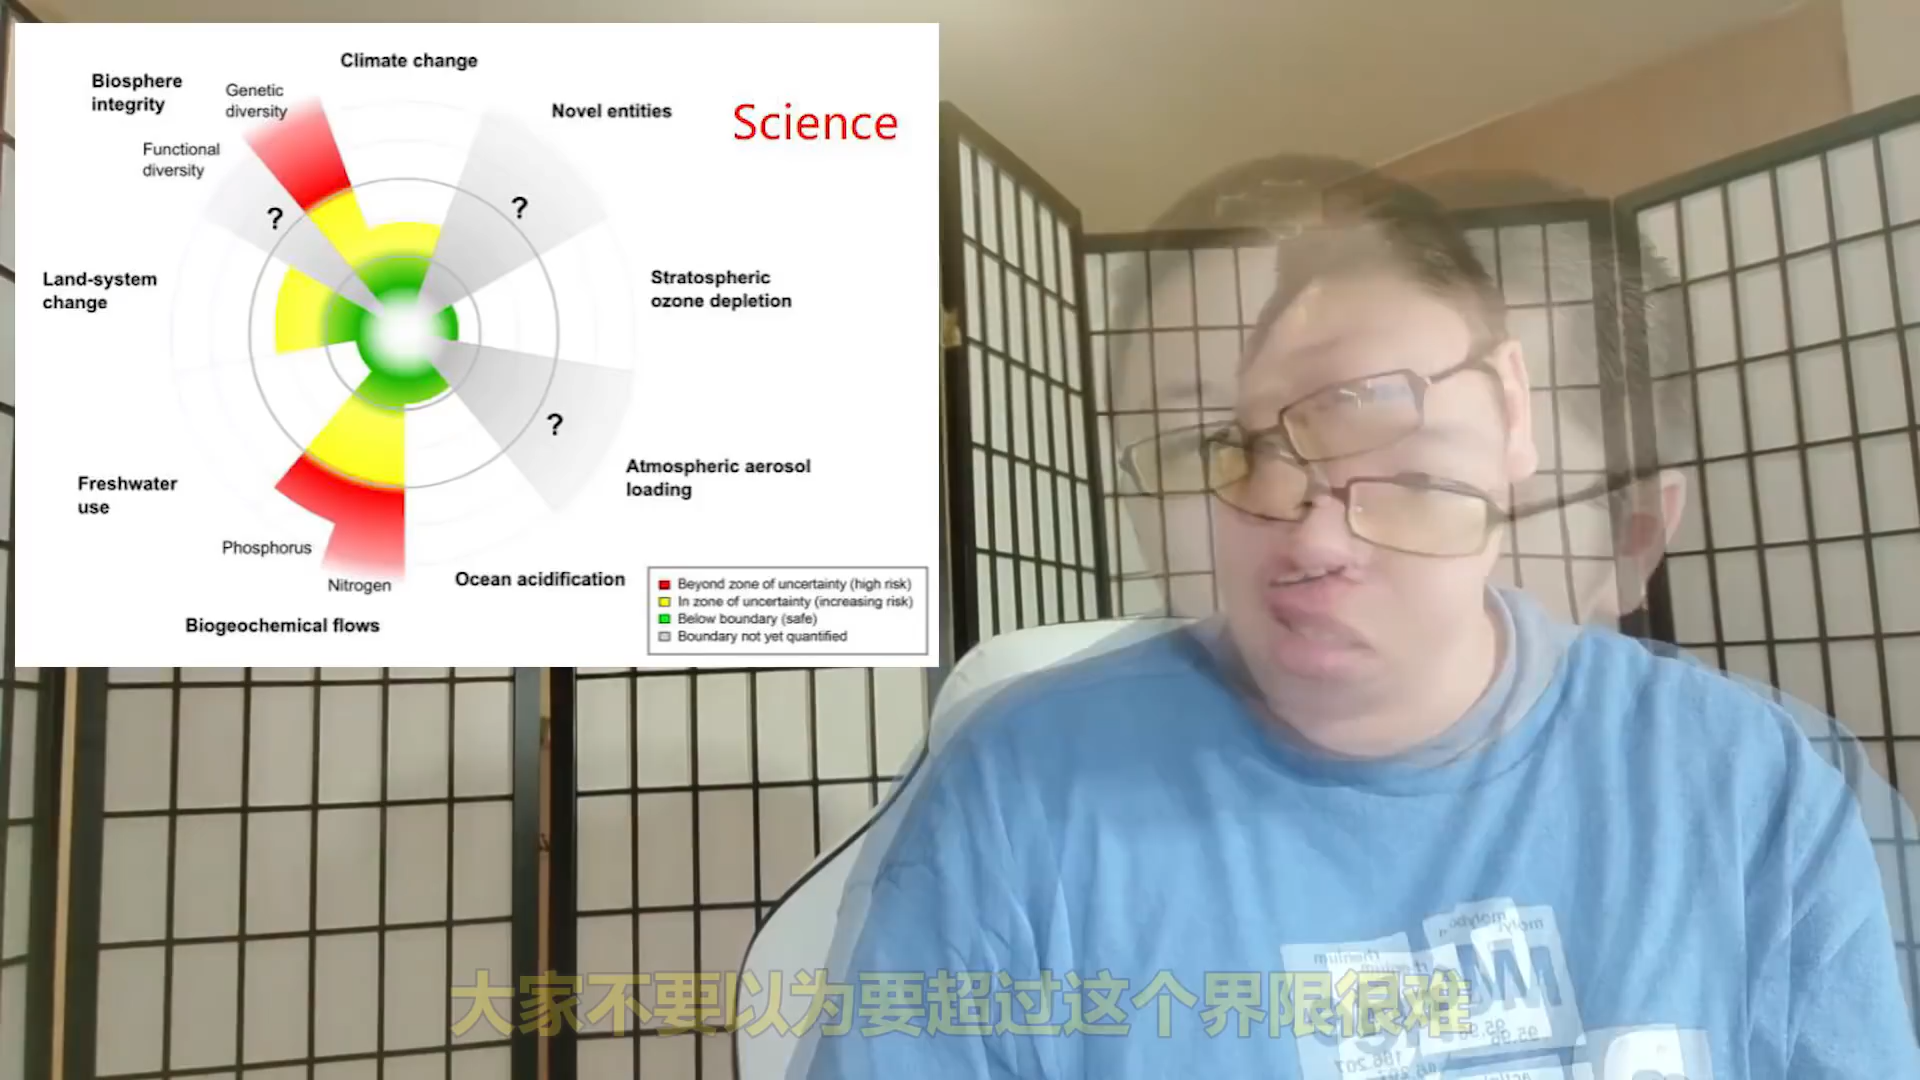 Climate change
Biosphere
integrity
Genetic
diversity
Novel entities
Science
Functional
diversity
?
?
Land-system
change
Stratospheric
ozone depletion
?
Atmospheric aerosol
loading
Freshwater
use
Phosphorus
Nitrogen
Ocean acidification
Biogeochemical flows
Beyond zone of uncertainty (high risk)
In zone of uncertainty (increasing risk)
Below boundary (safe)
Boundary not yet quantified
大家不要以为要超过这个界限很难